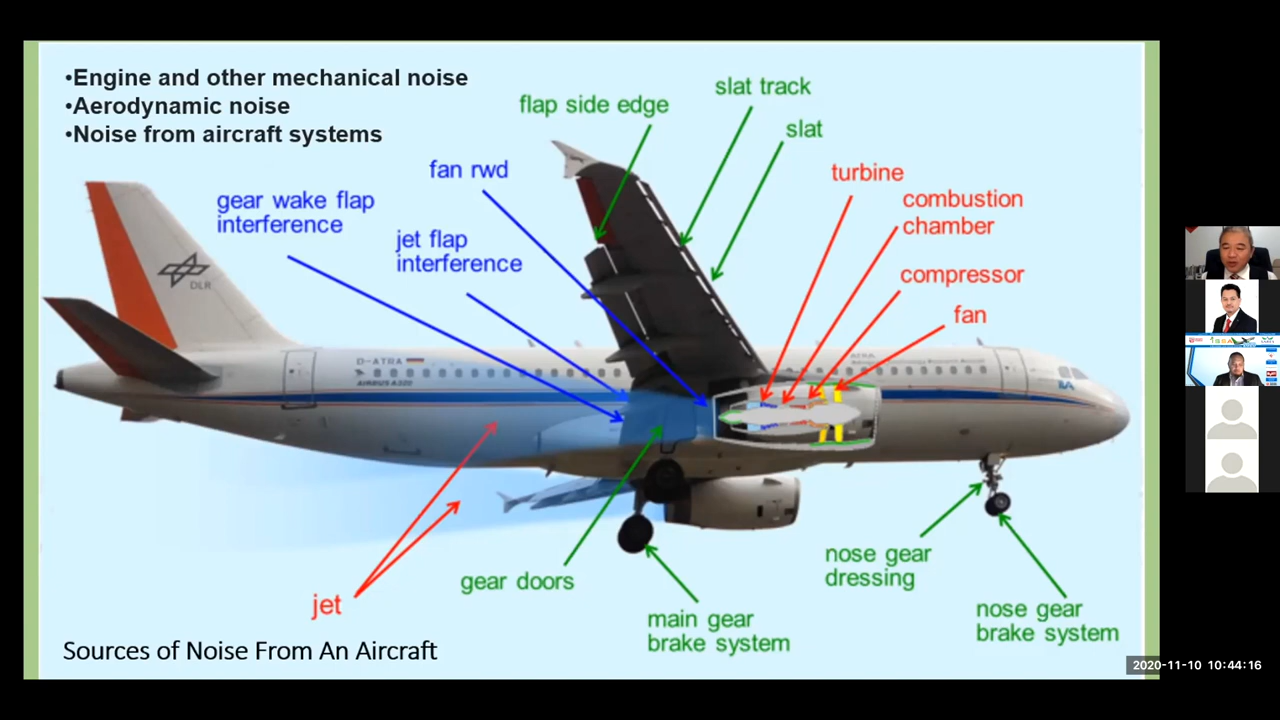 •Engine and other mechanical noise
•Aerodynamic noise
•Noise from aircraft systems
flap side edge
slat track
slat
fan rwd
turbine
gear wake flap
interference
combustion
chamber
jet flap
interference
compressor
fan
DLR
D-ATRA
AIRBUS A320
jet
gear doors
main gear
brake system
nose gear
dressing
nose gear
brake system
Sources of Noise From An Aircraft
2020-11-10 10:44:16